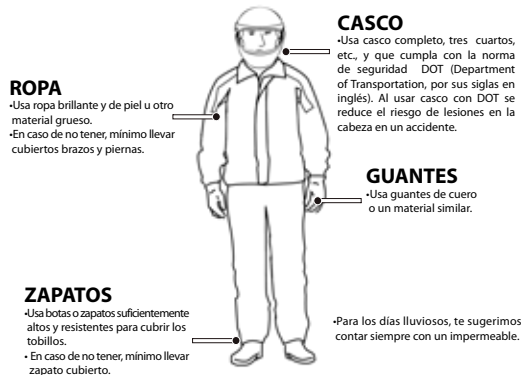 CASCO
•Usa casco completo, tres cuartos,
etc., y que cumpla con la norma
de seguridad DOT (Department
of Transportation, por sus siglas en
inglés). Al usar casco con DOT se
reduce el riesgo de lesiones en la
cabeza en un accidente.
ROPA
•Usa ropa brillante y de piel u otro
material grueso.
•En caso de no tener, mínimo llevar
cubiertos brazos y piernas.
GUANTES
•Usa guantes de cuero
o un material similar.
ZAPATOS
•Usa botas o zapatos suficientemente
altos y resistentes para cubrir los
tobillos.
• En caso de no tener, mínimo llevar
zapato cubierto.
•Para los días lluviosos, te sugerimos
contar siempre con un impermeable.